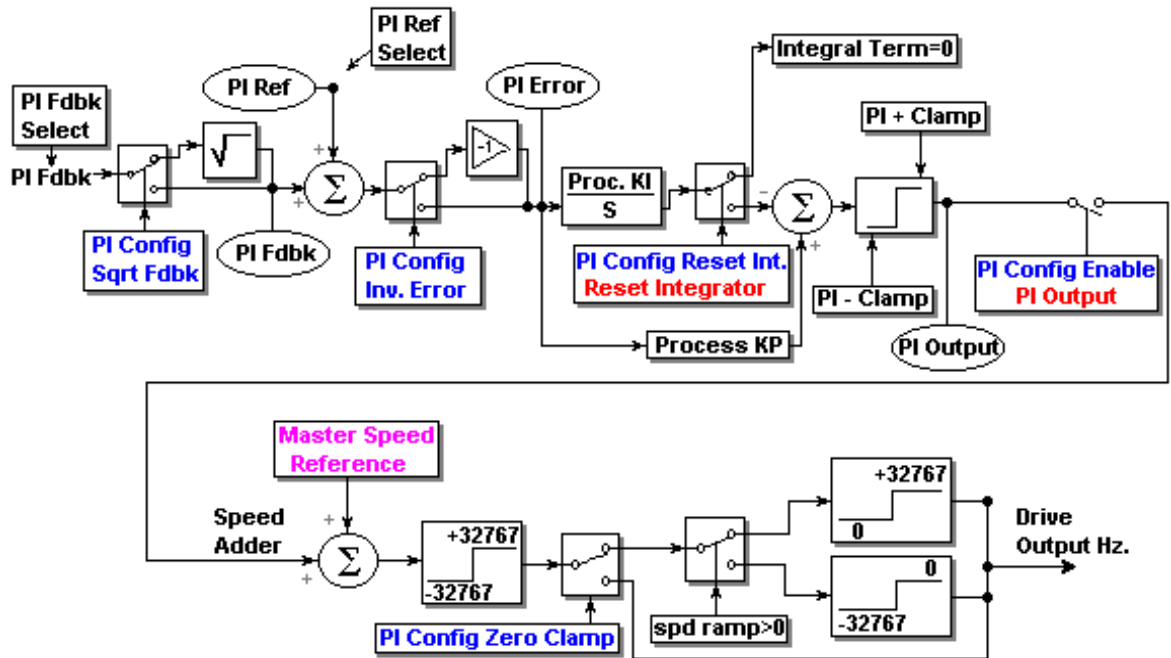 PI Ref
Select
Integral Term=0
PI Ref
PI Error
PI Fdbk
Select
PI + Clamp
-1
+
√
PI Fdbk
Σ
+
Proc. KI
S
−
Σ
+
PI Config
Sqrt Fdbk
PI Fdbk
PI Config
Inv. Error
PI Config Reset Int.
Reset Integrator
PI - Clamp
PI Config Enable
PI Output
Process KP
PI Output
Master Speed
Reference
+32767
0
Speed
Adder
+
Σ
+
+32767
-32767
Drive
Output Hz.
0
-32767
PI Config Zero Clamp
spd ramp>0